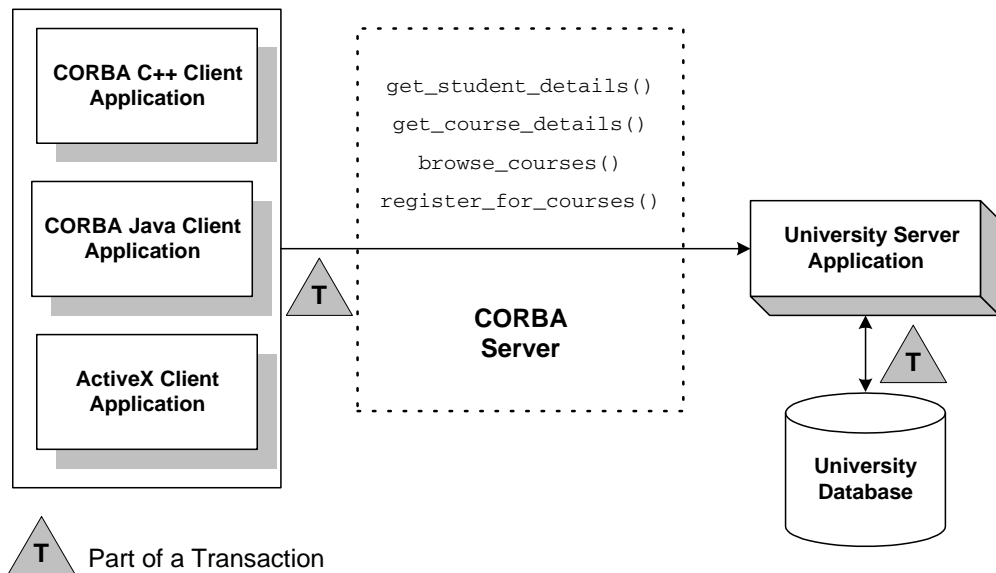 CORBA C++ Client
Application
CORBA Java Client
Application
ActiveX Client
Application
T
get_student_details()
get_course_details()
browse_courses()
register_for_courses()
CORBA
Server
University Server
Application
T
University
Database
T
Part of a Transaction